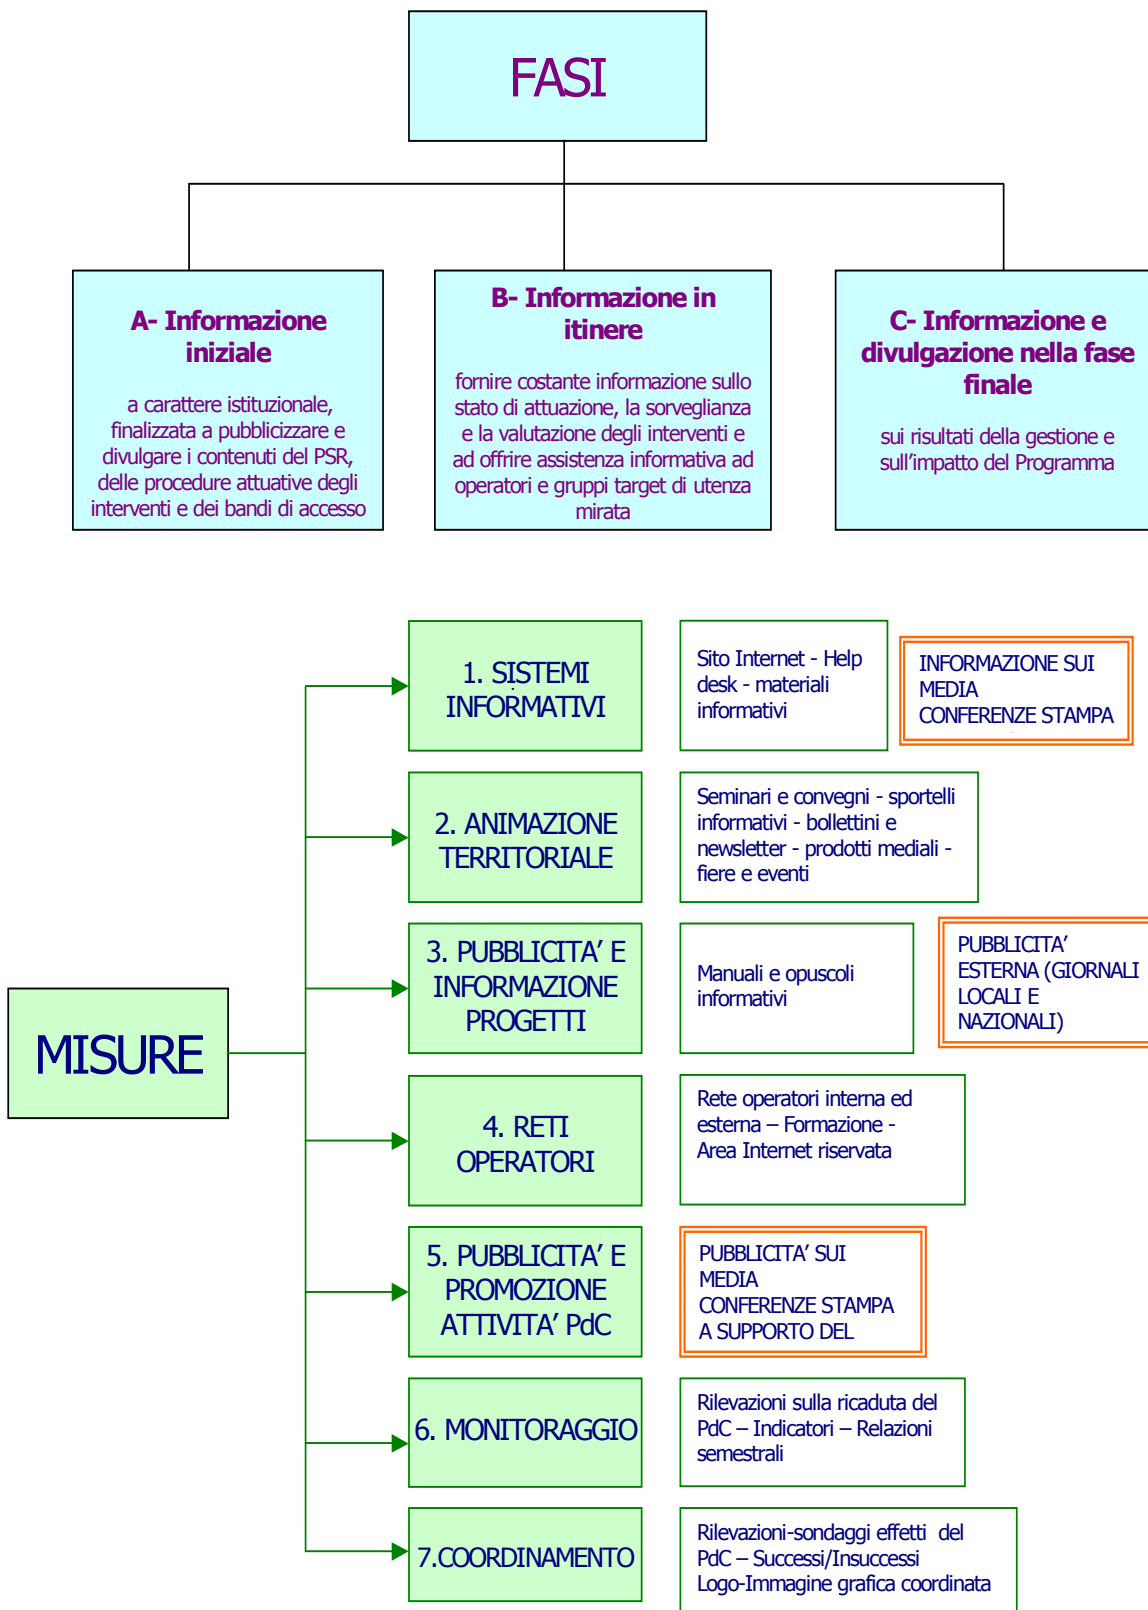 FASI
A- Informazione
iniziale
a carattere istituzionale,
finalizzata a pubblicizzare e
divulgare i contenuti del PSR,
delle procedure attuative degli
interventi e dei bandi di accesso
B- Informazione in
itinere
fornire costante informazione sullo
stato di attuazione, la sorveglianza
e la valutazione degli interventi e
ad offrire assistenza informativa ad
operatori e gruppi target di utenza
mirata
C- Informazione e
divulgazione nella fase
finale
sui risultati della gestione e
sull'impatto del Programma
MISURE
1. SISTEMI
INFORMATIVI
Sito Internet - Help
desk - materiali
informativi
INFORMAZIONE SUI
MEDIA
CONFERENZE STAMPA
2. ANIMAZIONE
TERRITORIALE
Seminari e convegni - sportelli
informativi - bollettini e
newsletter - prodotti mediali -
fiere e eventi
3. PUBBLICITA' E
INFORMAZIONE
PROGETTI
Manuali e opuscoli
informativi
PUBBLICITA'
ESTERNA (GIORNALI
LOCALI E
NAZIONALI)
4. RETI
OPERATORI
Rete operatori interna ed
esterna – Formazione -
Area Internet riservata
5. PUBBLICITA' E
PROMOZIONE
ATTIVITA' PdC
PUBBLICITA' SUI
MEDIA
CONFERENZE STAMPA
A SUPPORTO DEL
6. MONITORAGGIO
Rilevazioni sulla ricaduta del
PdC – Indicatori – Relazioni
semestrali
7.COORDINAMENTO
Rilevazioni-sondaggi effetti del
PdC – Successi/Insuccessi
Logo-Immagine grafica coordinata